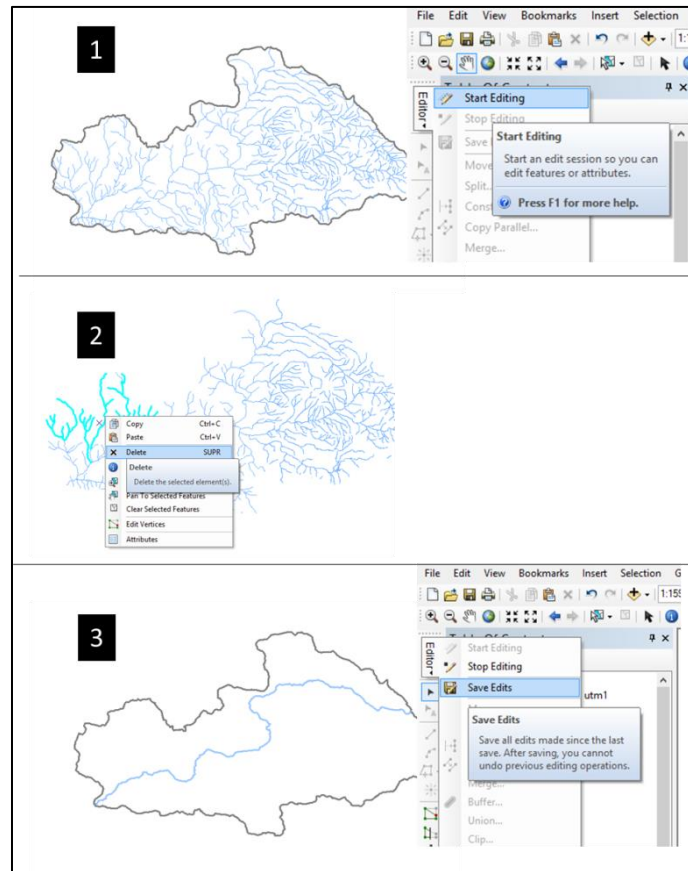 1
File Edit View Bookmarks Insert Selection
1:1
Editor
Start Editing
Stop Editing
Save
Start Editing
Start an edit session so you can
edit features or attributes.
Press F1 for more help.
Move
Split...
Const
Copy Parallel...
Merge...
2
Copy Ctrl+C
Paste Ctrl+V
Delete SUPR
Delete
Delete the selected element(s).
Pan To Selected Features
Clear Selected Features
Edit Vertices
Attributes
3
File Edit View Bookmarks Insert Selection G
1:155
Editor
Start Editing
Stop Editing
Save Edits
utm1
Save Edits
Save all edits made since the last
save. After saving, you cannot
undo previous editing operations.
Merge...
Buffer...
Union...
Clip...